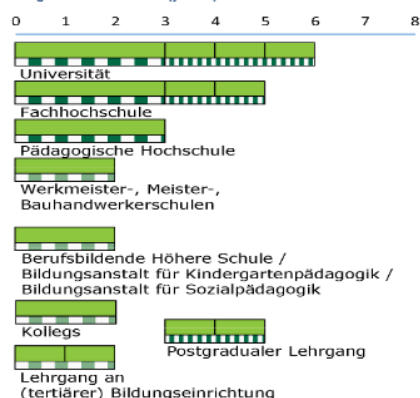 0 1 2 3 4 5 6 7 8
Universität
Fachhochschule
Pädagogische Hochschule
Werkmeister-, Meister-,
Bauhandwerkerschulen
Berufsbildende Höhere Schule /
Bildungsanstalt für Kindergartenpädagogik /
Bildungsanstalt für Sozialpädagogik
Kollegs
Postgradualer Lehrgang
Lehrgang an
(tertiärer) Bildungseinrichtung